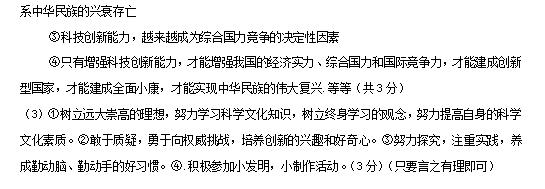 系中华民族的兴衰存亡
③科技创新能力，越来越成为综合国力竞争的决定性因素
④只有增强科技创新能力，才能增强我国的经济实力、综合国力和国际竞争力，才能建成创新
型国家，才能建成全面小康，才能实现中华民族的伟大复兴.等等（共３分）
（3）①树立远大崇高的理想，努力学习科学文化知识，树立终身学习的观念，努力提高自身的科学
文化素质。②敢于质疑，勇于向权威挑战，培养创新的兴趣和好奇心。③努力探究，注重实践，养
成勤动脑、勤动手的好习惯。④.积极参加小发明，小制作活动。（３分）（只要言之有理即可）